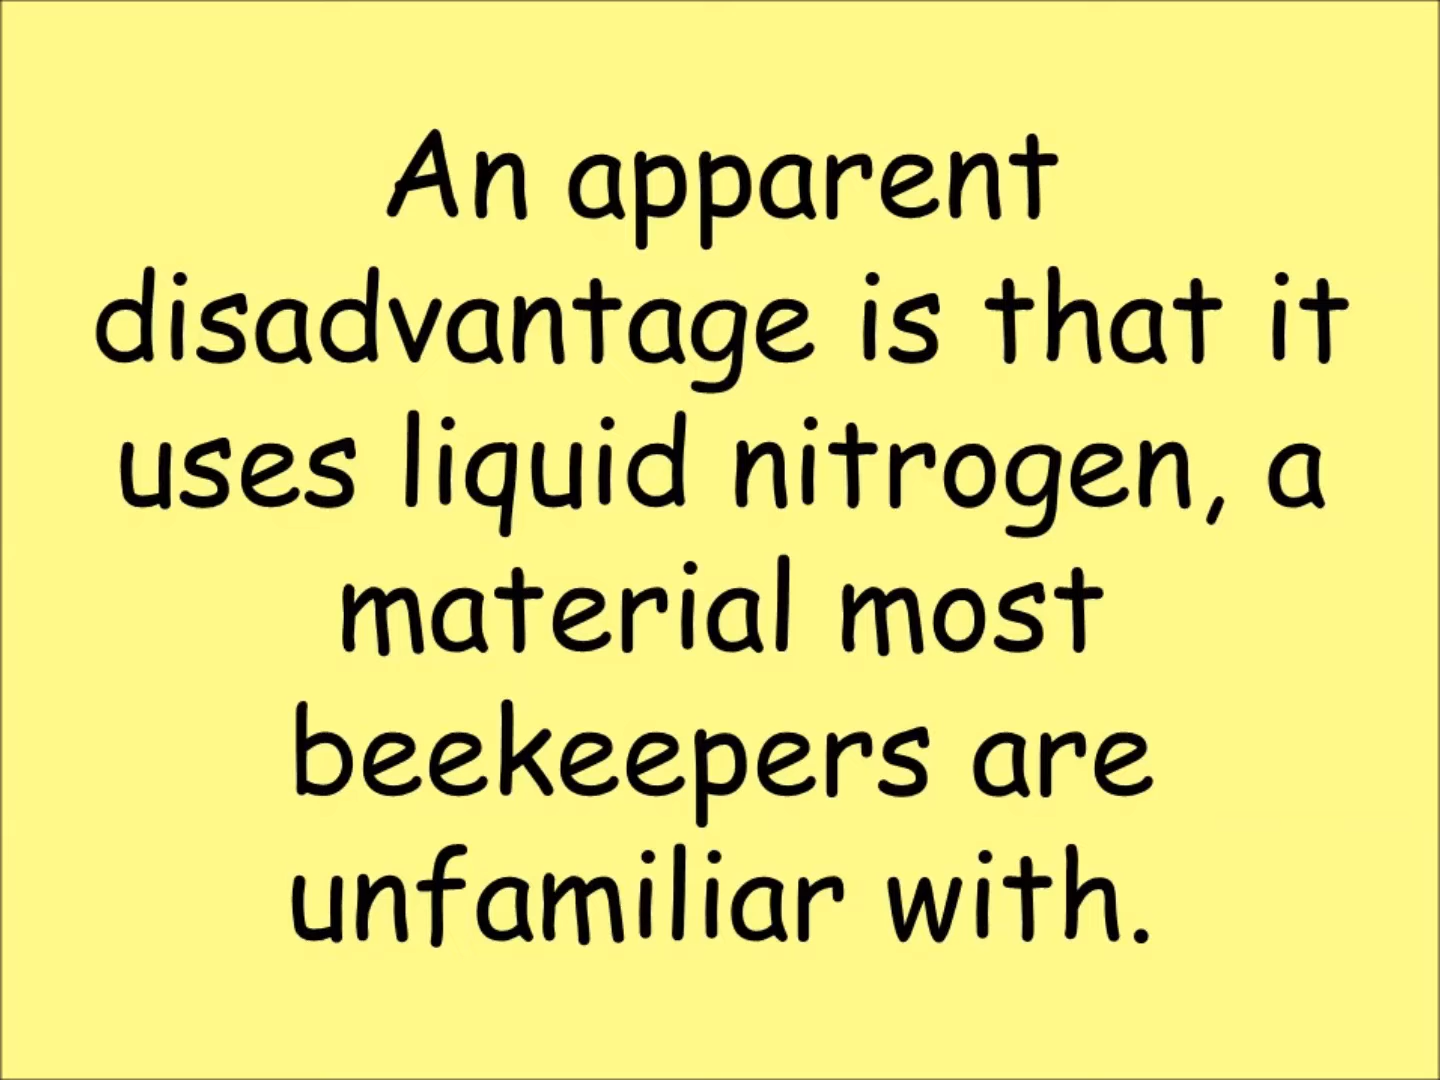 An apparent
disadvantage is that it
uses liquid nitrogen, a
material most
beekeepers are
unfamiliar with.